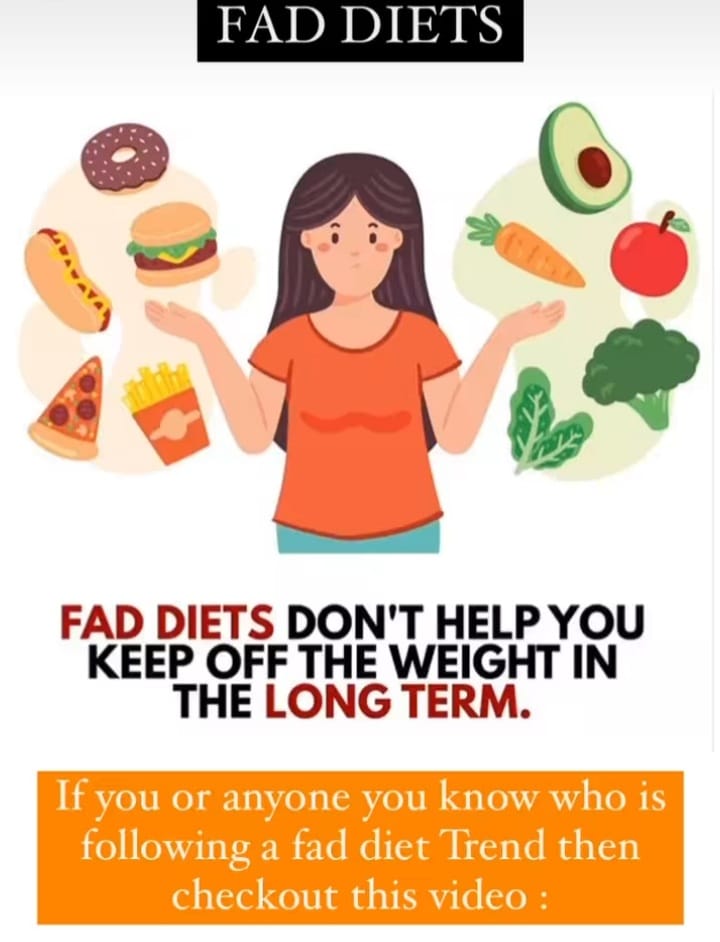 FAD DIETS
FAD DIETS DON'T HELP YOU
KEEP OFF THE WEIGHT IN
THE LONG TERM.
If you or anyone you know who is
following a fad diet Trend then
checkout this video :